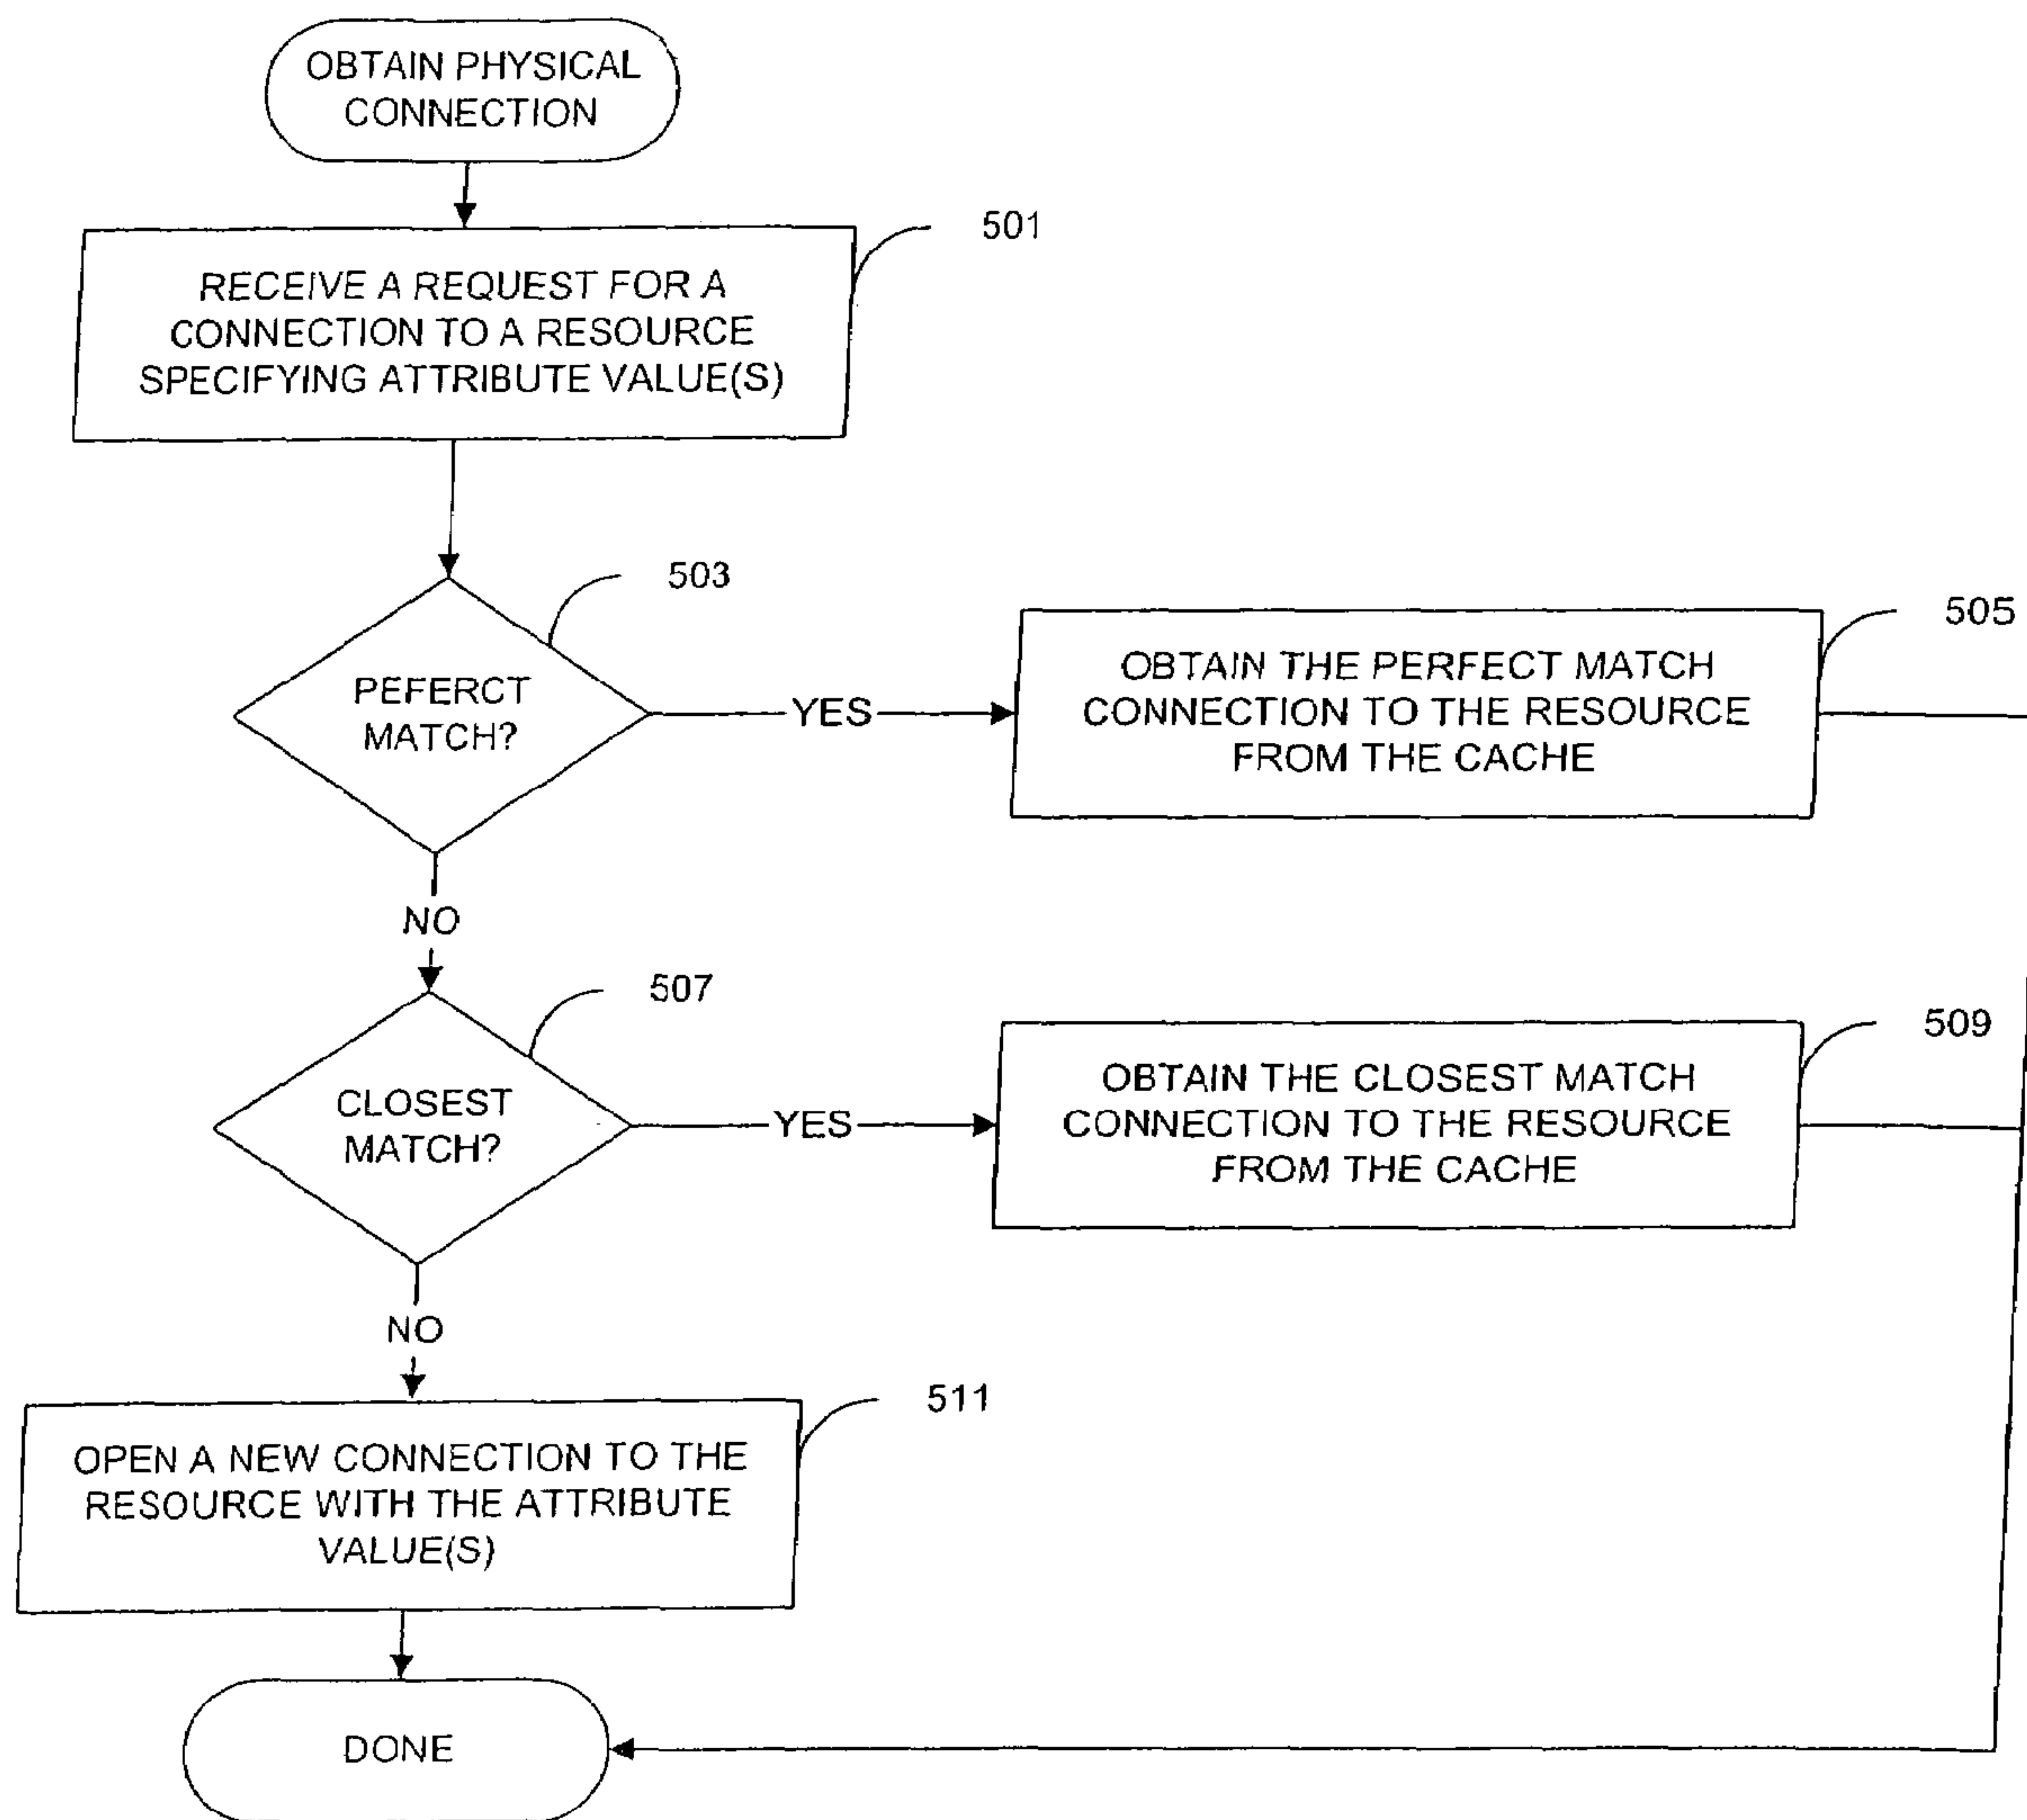 OBTAIN PHYSICAL
CONNECTION
501
RECEIVE A REQUEST FOR A
CONNECTION TO A RESOURCE
SPECIFYING ATTRIBUTE VALUE(S)
503
PEFERCT
MATCH?
YES
505
OBTAIN THE PERFECT MATCH
CONNECTION TO THE RESOURCE
FROM THE CACHE
NO
507
CLOSEST
MATCH?
YES
509
OBTAIN THE CLOSEST MATCH
CONNECTION TO THE RESOURCE
FROM THE CACHE
NO
511
OPEN A NEW CONNECTION TO THE
RESOURCE WITH THE ATTRIBUTE
VALUE(S)
DONE